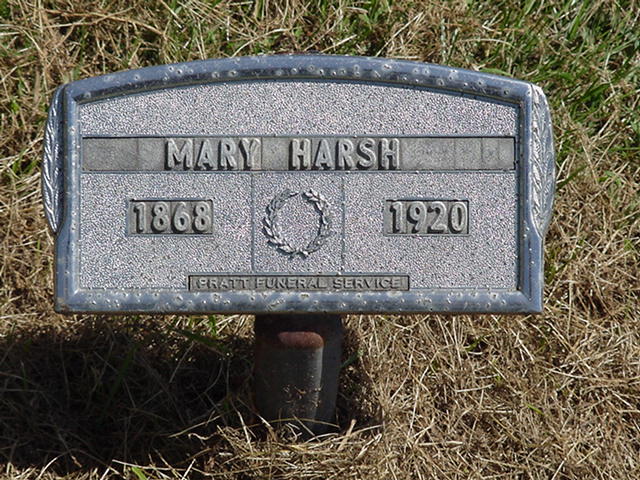 MARY HARSH
1868 1920
PRATT FUNERAL SERVICE